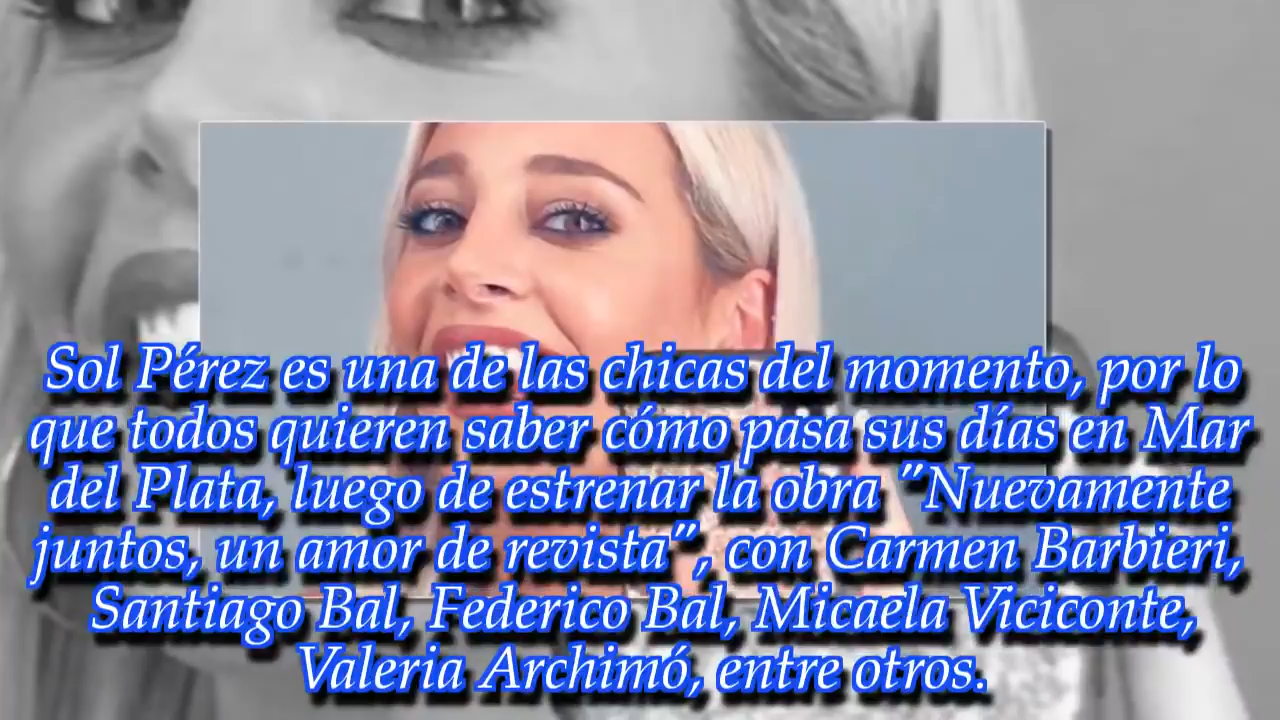 Sol Pérez es una de las chicas del momento, por lo
que todos quieren saber cómo pasa sus días en Mar
del Plata, luego de estrenar la obra "Nuevamente
juntos, un amor de revista", con Carmen Barbieri,
Santiago Bal, Federico Bal, Micaela Viciconte,
Valeria Archimó, entre otros.